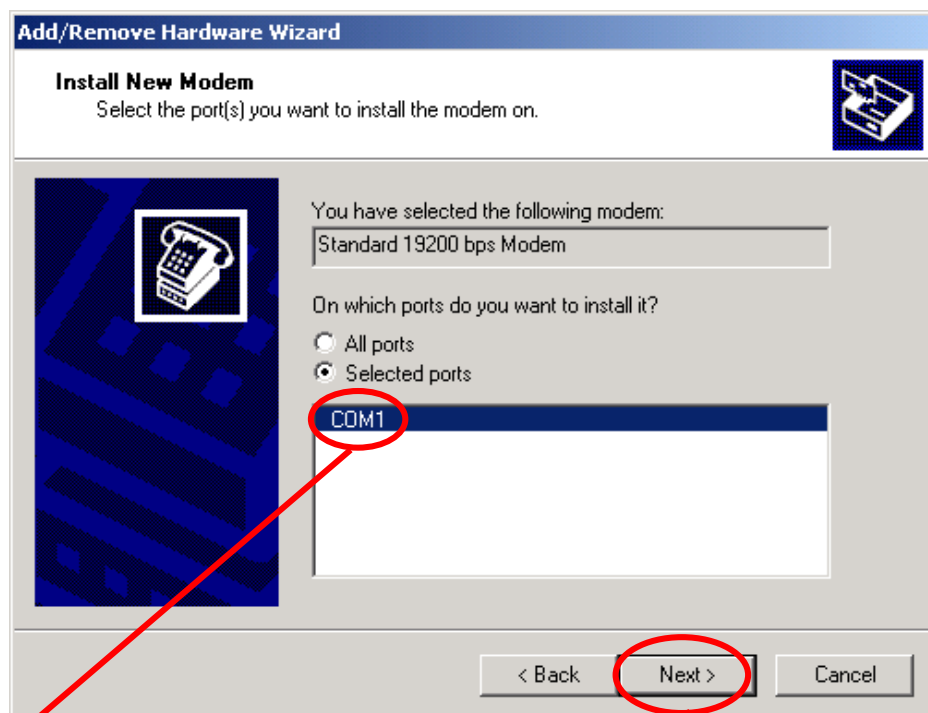 Add/Remove Hardware Wizard
Install New Modem
Select the port(s) you want to install the modem on.
You have selected the following modem:
Standard 19200 bps Modem
On which ports do you want to install it?
All ports
Selected ports
COM1
< Back Next > Cancel